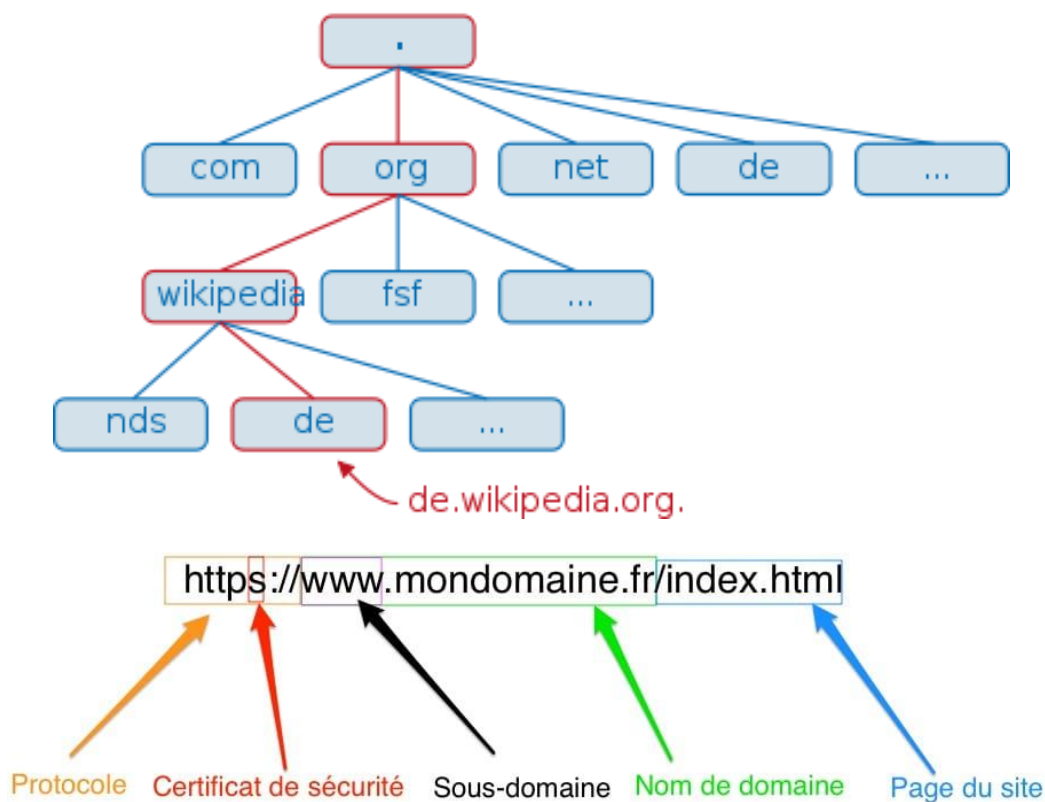 .
com org net de ...
wikipedia fsf ...
nds de ...
de.wikipedia.org.
https://www.mondomaine.fr/index.html
Protocole Certificat de sécurité Sous-domaine Nom de domaine Page du site